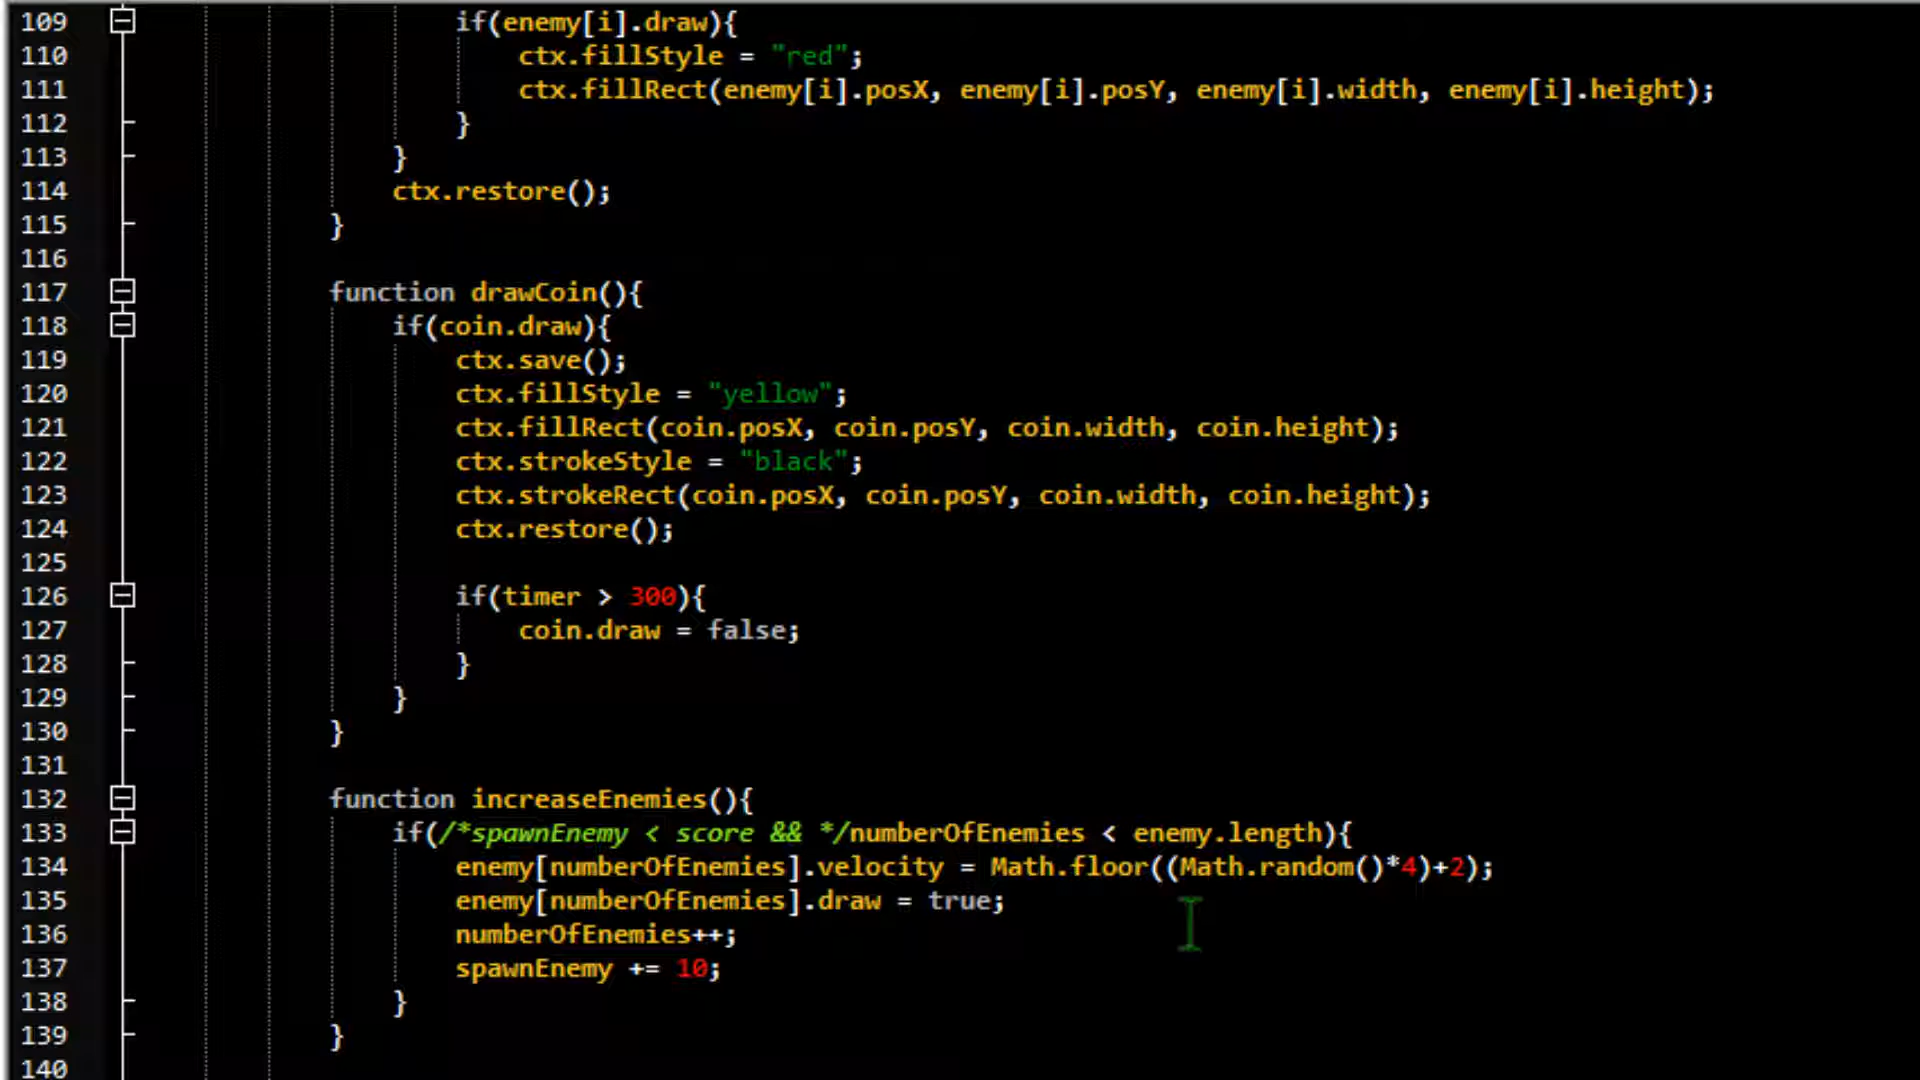 109 if(enemy[i].draw){
110 ctx.fillStyle = "red";
111 ctx.fillRect(enemy[i].posX, enemy[i].posY, enemy[i].width, enemy[i].height);
112 }
113 }
114 ctx.restore();
115 }
116
117 function drawCoin(){
118 if(coin.draw){
119 ctx.save();
120 ctx.fillStyle = "yellow";
121 ctx.fillRect(coin.posX, coin.posY, coin.width, coin.height);
122 ctx.strokeStyle = "black";
123 ctx.strokeRect(coin.posX, coin.posY, coin.width, coin.height);
124 ctx.restore();
125
126 if(timer > 300){
127 coin.draw = false;
128 }
129 }
130 }
131
132 function increaseEnemies(){
133 if(/*spawnEnemy < score && */numberOfEnemies < enemy.length){
134 enemy[numberOfEnemies].velocity = Math.floor((Math.random()*4)+2);
135 enemy[numberOfEnemies].draw = true;
136 numberOfEnemies++;
137 spawnEnemy += 10;
138 }
139 }
140